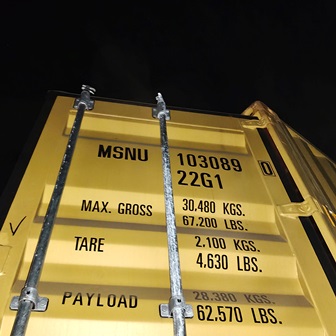 MSNU 103089 0
22G1
MAX. GROSS 30.480 KGS.
67.200 LBS.
TARE 2.100 KGS.
4.630 LBS.
PAYLOAD 28.380 KGS.
62.570 LBS.